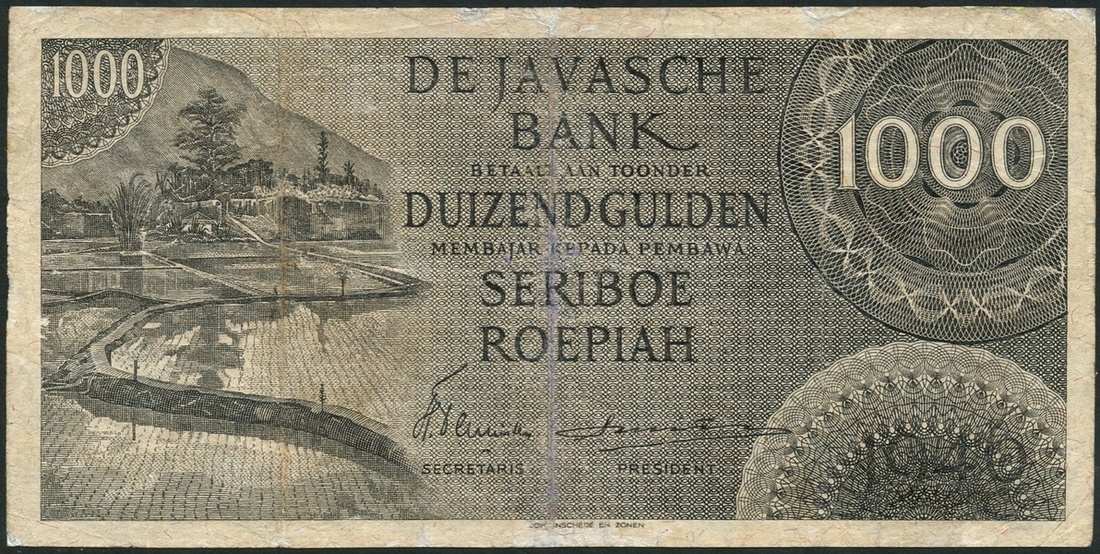 1000
DE JAVASCHE
BANK
BETAALT AAN TOONDER
DUIZEND GULDEN
MEMBAJAR KEPADA PEMBAWA
SERIBOE
ROEPIAH
1000
SECRETARIS
PRESIDENT
JOH. ENSCHEDÉ EN ZONEN